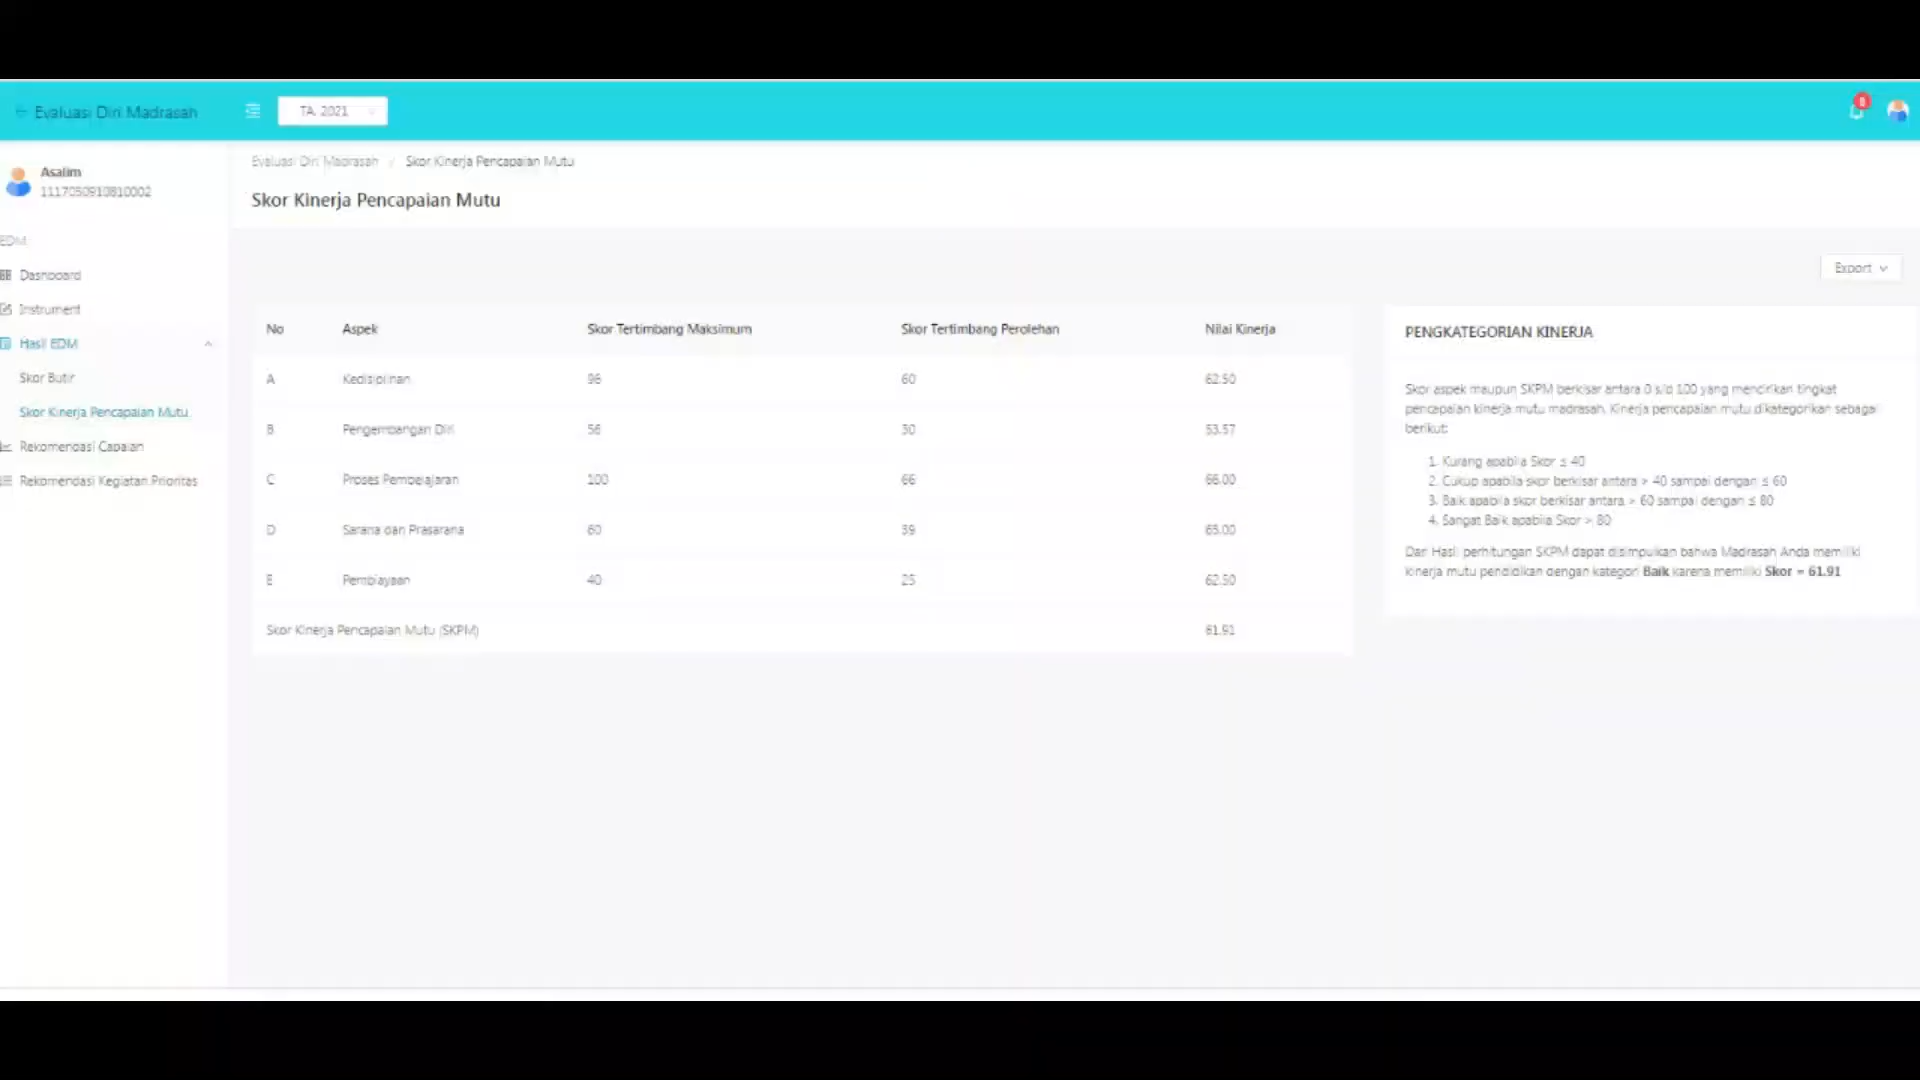 Evaluasi Diri Madrasah
TA. 2021
8
Asalim
1117050910810002
EDM
Dashboard
Instrument
Hasil EDM
Skor Butir
Skor Kinerja Pencapaian Mutu
Rekomendasi Capaian
Rekomendasi Kegiatan Prioritas
Evaluasi Diri Madrasah / Skor Kinerja Pencapaian Mutu
Skor Kinerja Pencapaian Mutu
Export
No Aspek Skor Tertimbang Maksimum Skor Tertimbang Perolehan Nilai Kinerja
A Kedisiplinan 96 60 62.50
B Pengembangan Diri 56 30 53.57
C Proses Pembelajaran 100 66 66.00
D Sarana dan Prasarana 60 39 65.00
E Pembiayaan 40 25 62.50
Skor Kinerja Pencapaian Mutu (SKPM) 61.91
PENGKATEGORIAN KINERJA
Skor aspek maupun SKPM berkisar antara 0 s/d 100 yang mencirikan tingkat
pencapaian kinerja mutu madrasah. Kinerja pencapaian mutu dikategorikan sebagai
berikut:
1. Kurang apabila Skor ≤ 40
2. Cukup apabila skor berkisar antara > 40 sampai dengan ≤ 60
3. Baik apabila skor berkisar antara > 60 sampai dengan ≤ 80
4. Sangat Baik apabila Skor > 80
Dari Hasil perhitungan SKPM dapat disimpulkan bahwa Madrasah Anda memiliki
kinerja mutu pendidikan dengan kategori Baik karena memiliki Skor = 61.91